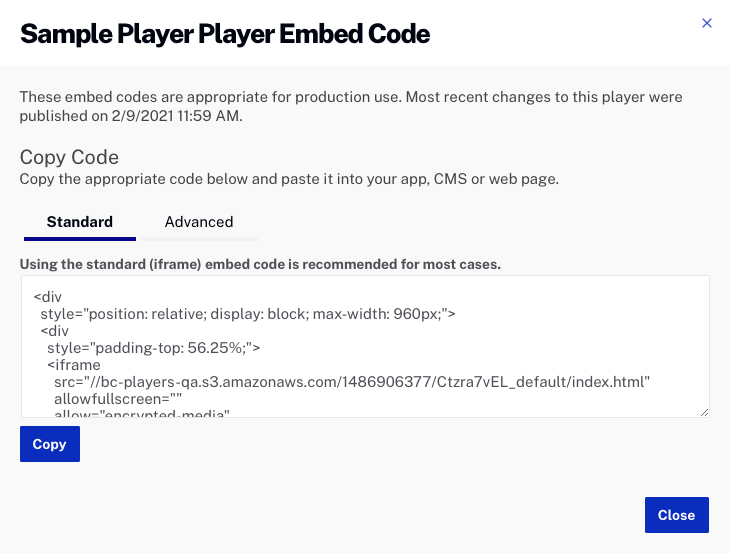 Sample Player Player Embed Code
These embed codes are appropriate for production use. Most recent changes to this player were
published on 2/9/2021 11:59 AM.
Copy Code
Copy the appropriate code below and paste it into your app, CMS or web page.
Standard Advanced
Using the standard (iframe) embed code is recommended for most cases.
<div
style="position: relative; display: block; max-width: 960px;">
<div
style="padding-top: 56.25%;">
<iframe
src="//bc-players-qa.s3.amazonaws.com/1486906377/Ctzra7vEL_default/index.html"
allowfullscreen=""
allow="encrypted-media"
Copy
Close